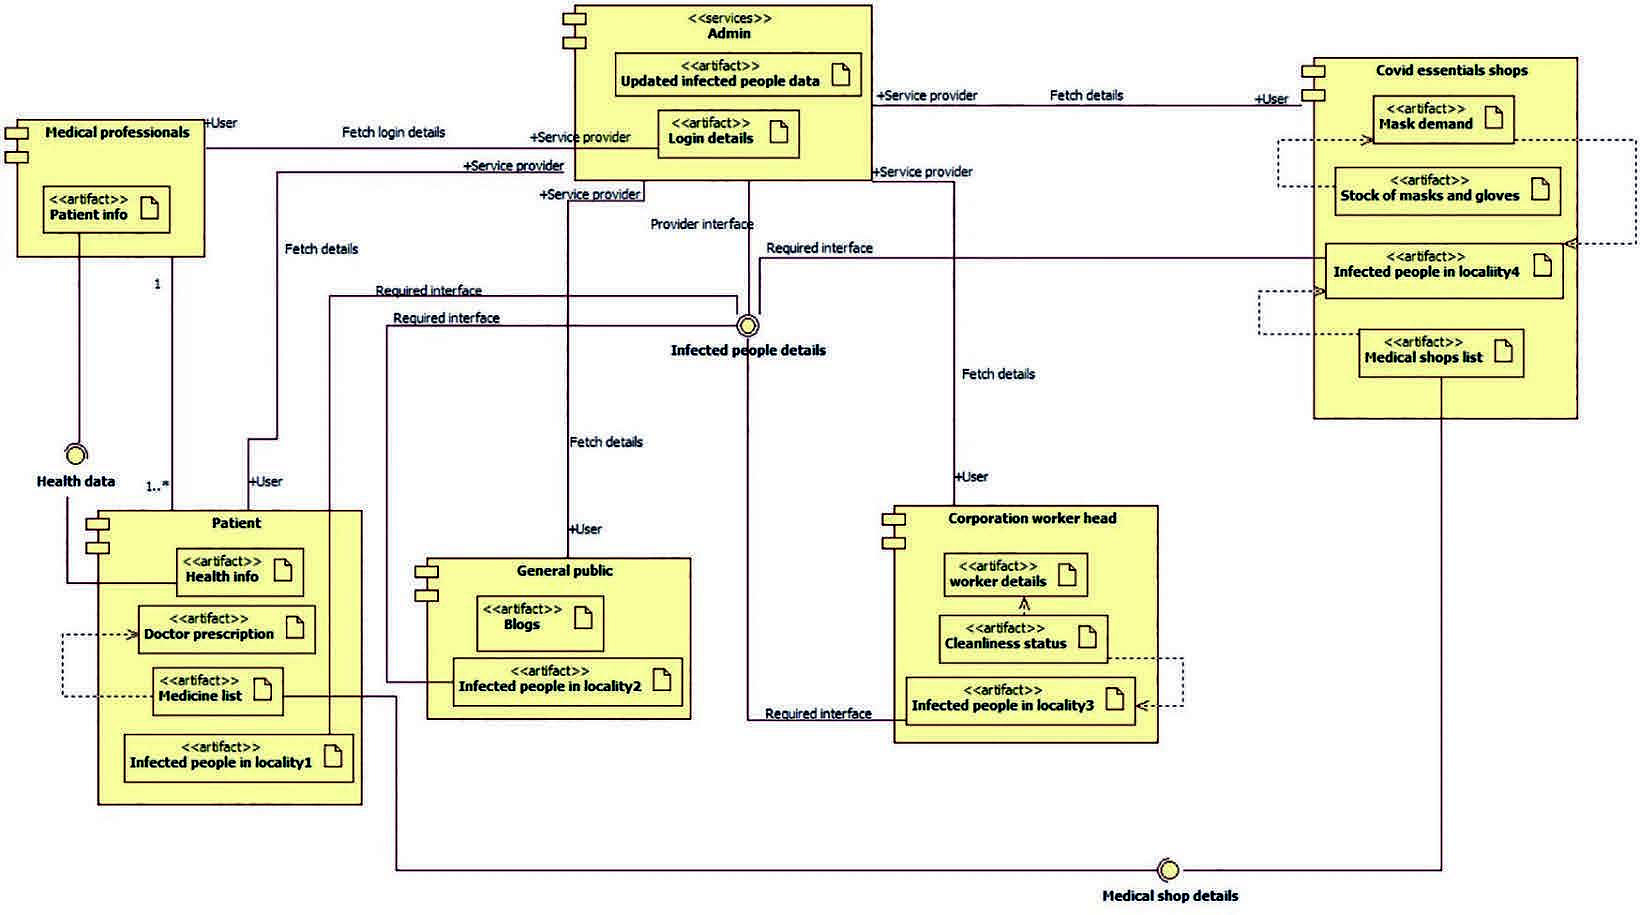 <<services>>
Admin
<<artifact>>
Updated infected people data
<<artifact>>
Login details
Covid essentials shops
<<artifact>>
Mask demand
<<artifact>>
Stock of masks and gloves
<<artifact>>
Infected people in localiity4
<<artifact>>
Medical shops list
+Service provider
Fetch details
+User
Medical professionals
<<artifact>>
Patient info
+User
Fetch login details
+Service provider
+Service provider
+Service provider
+Service provider
Provider interface
Fetch details
Required interface
1
Required interface
Required interface
Infected people details
Fetch details
Fetch details
Health data
1..*
+User
+User
+User
Patient
<<artifact>>
Health info
<<artifact>>
Doctor prescription
<<artifact>>
Medicine list
<<artifact>>
Infected people in locality1
General public
<<artifact>>
Blogs
<<artifact>>
Infected people in locality2
Corporation worker head
<<artifact>>
worker details
<<artifact>>
Cleanliness status
<<artifact>>
Infected people in locality3
Required interface
Medical shop details